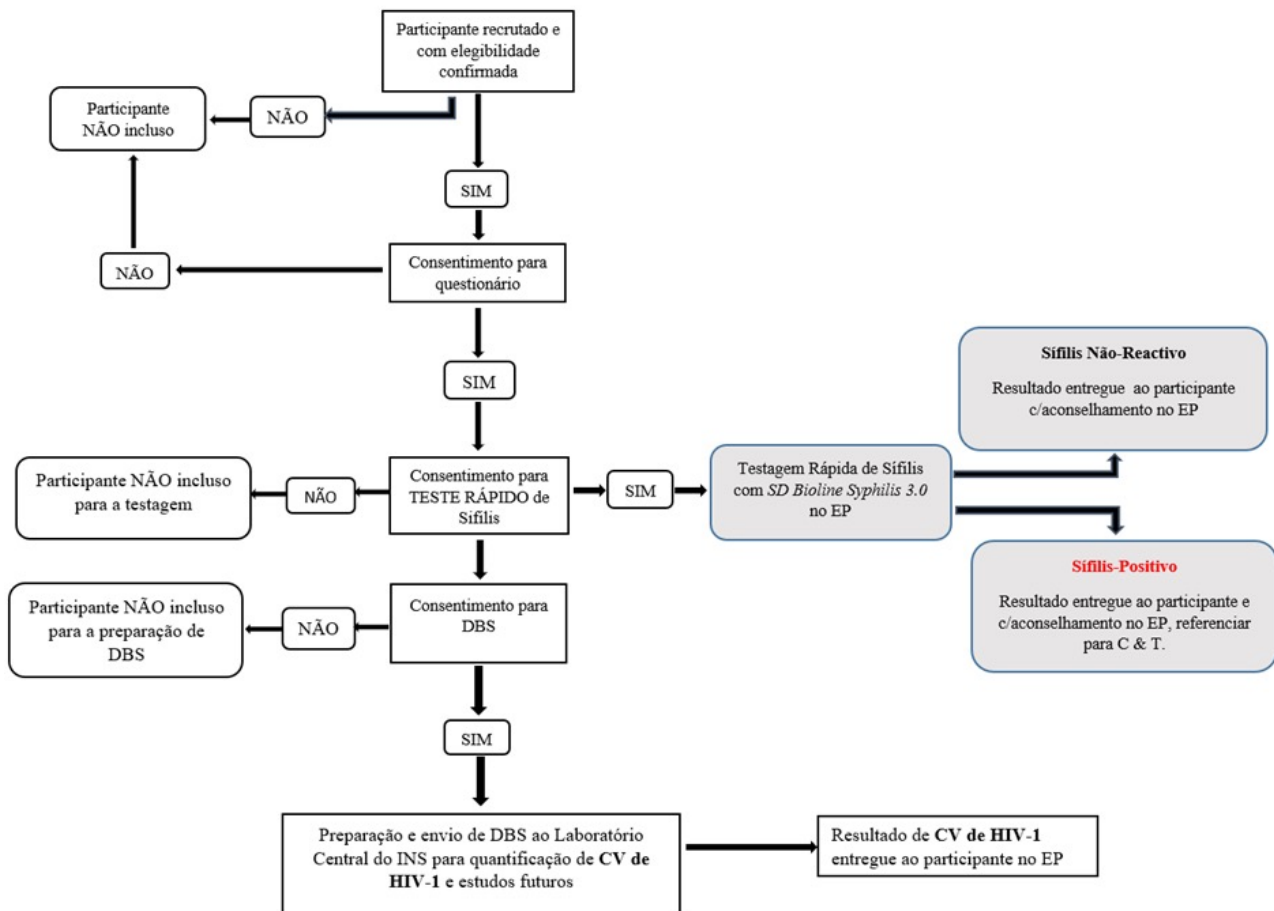 Participante recrutado e
com elegibilidade
confirmada
Participante
NÃO incluso
NÃO
SIM
NÃO
Consentimento para
questionário
SIM
Sífilis Não-Reactivo
Resultado entregue ao participante
c/aconselhamento no EP
Participante NÃO incluso
para a testagem
NÃO
Consentimento para
TESTE RÁPIDO de
Sifilis
SIM
Testagem Rápida de Sífilis
com SD Bioline Syphilis 3.0
no EP
Sífilis-Positivo
Resultado entregue ao participante e
c/aconselhamento no EP, referenciar
para C & T.
Participante NÃO incluso
para a preparação de
DBS
NÃO
Consentimento para
DBS
SIM
Preparação e envio de DBS ao Laboratório
Central do INS para quantificação de CV de
HIV-1 e estudos futuros
Resultado de CV de HIV-1
entregue ao participante no EP